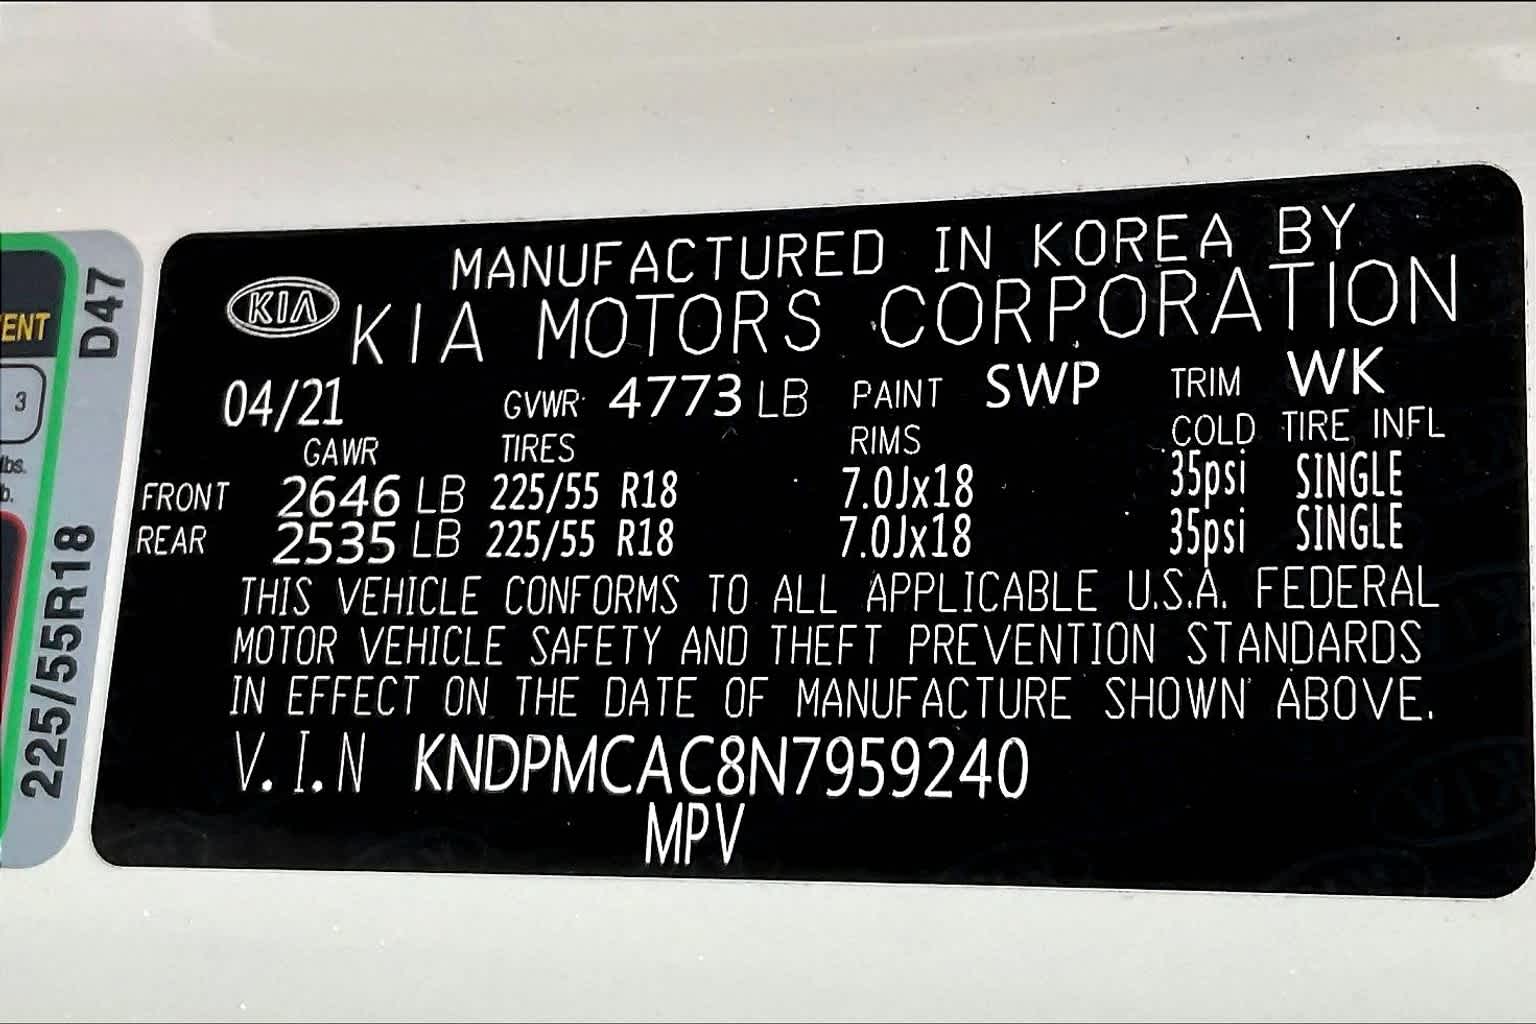 MANUFACTURED IN KOREA BY
KIA KIA MOTORS CORPORATION
04/21 GVWR 4773 LB PAINT SWP TRIM WK
GAWR TIRES RIMS COLD TIRE INFL
FRONT 2646 LB 225/55 R18 7.0Jx18 35psi SINGLE
REAR 2535 LB 225/55 R18 7.0Jx18 35psi SINGLE
THIS VEHICLE CONFORMS TO ALL APPLICABLE U.S.A. FEDERAL
MOTOR VEHICLE SAFETY AND THEFT PREVENTION STANDARDS
IN EFFECT ON THE DATE OF MANUFACTURE SHOWN ABOVE.
V.I.N KNDPMCAC8N7959240
MPV
D47
225/55R18
3